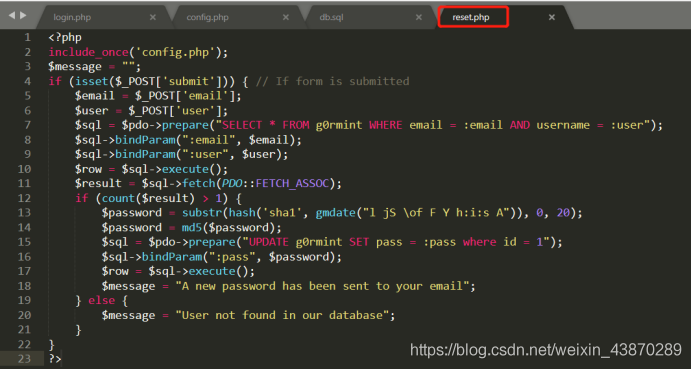 login.php × config.php × db.sql × reset.php ×
1 <?php
2 include_once('config.php');
3 $message = "";
4 if (isset($_POST['submit'])) { // If form is submitted
5 $email = $_POST['email'];
6 $user = $_POST['user'];
7 $sql = $pdo->prepare("SELECT * FROM g0rmint WHERE email = :email AND username = :user");
8 $sql->bindParam(":email", $email);
9 $sql->bindParam(":user", $user);
10 $row = $sql->execute();
11 $result = $sql->fetch(PDO::FETCH_ASSOC);
12 if (count($result) > 1) {
13 $password = substr(hash('sha1', gmdate("l jS \of F Y h:i:s A")), 0, 20);
14 $password = md5($password);
15 $sql = $pdo->prepare("UPDATE g0rmint SET pass = :pass where id = 1");
16 $sql->bindParam(":pass", $password);
17 $row = $sql->execute();
18 $message = "A new password has been sent to your email";
19 } else {
20 $message = "User not found in our database";
21 }
22 }
23 ?>
https://blog.csdn.net/weixin_43870289